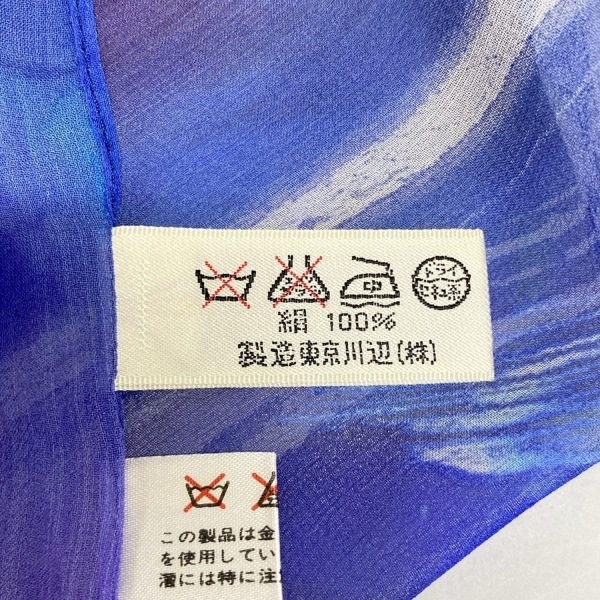 中 ドライ セキユ系
絹 100%
製造東京川辺(株)
この製品は金
を使用してい
濯には特に注